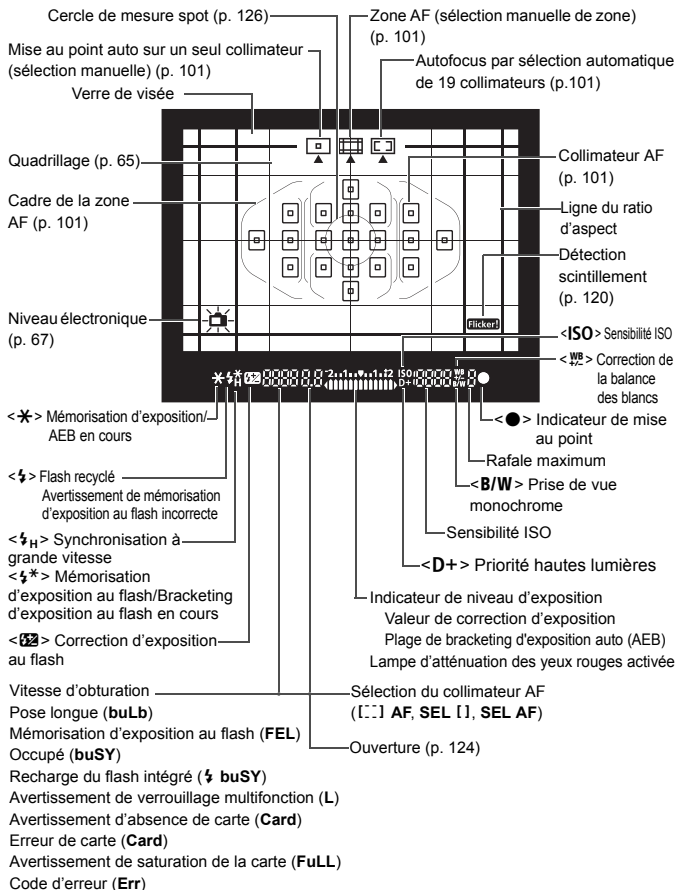 Cercle de mesure spot (p. 126)
Zone AF (sélection manuelle de zone)
(p. 101)
Mise au point auto sur un seul collimateur
(sélection manuelle) (p. 101)
Autofocus par sélection automatique
de 19 collimateurs (p.101)
Verre de visée
Quadrillage (p. 65)
Collimateur AF
(p. 101)
Cadre de la zone
AF (p. 101)
Ligne du ratio
d'aspect
Détection
scintillement
(p. 120)
Flicker!
Niveau électronique
(p. 67)
<ISO> Sensibilité ISO
<WB+/-> Correction de
la balance
des blancs
-2..1..▼..1.:2 ISO D+ WB +/- B/W
<✱> Mémorisation d'exposition/
AEB en cours
<●> Indicateur de mise
au point
Rafale maximum
<⚡> Flash recyclé
Avertissement de mémorisation
d'exposition au flash incorrecte
<B/W> Prise de vue
monochrome
Sensibilité ISO
<⚡H> Synchronisation à
grande vitesse
<D+> Priorité hautes lumières
<⚡*> Mémorisation
d'exposition au flash/Bracketing
d'exposition au flash en cours
Indicateur de niveau d'exposition
Valeur de correction d'exposition
Plage de bracketing d'exposition auto (AEB)
Lampe d'atténuation des yeux rouges activée
<⚡±> Correction d'exposition
au flash
Vitesse d'obturation
Pose longue (buLb)
Mémorisation d'exposition au flash (FEL)
Occupé (buSY)
Recharge du flash intégré (⚡ buSY)
Avertissement de verrouillage multifonction (L)
Avertissement d'absence de carte (Card)
Erreur de carte (Card)
Avertissement de saturation de la carte (FuLL)
Code d'erreur (Err)
Sélection du collimateur AF
([ ] AF, SEL [ ], SEL AF)
Ouverture (p. 124)